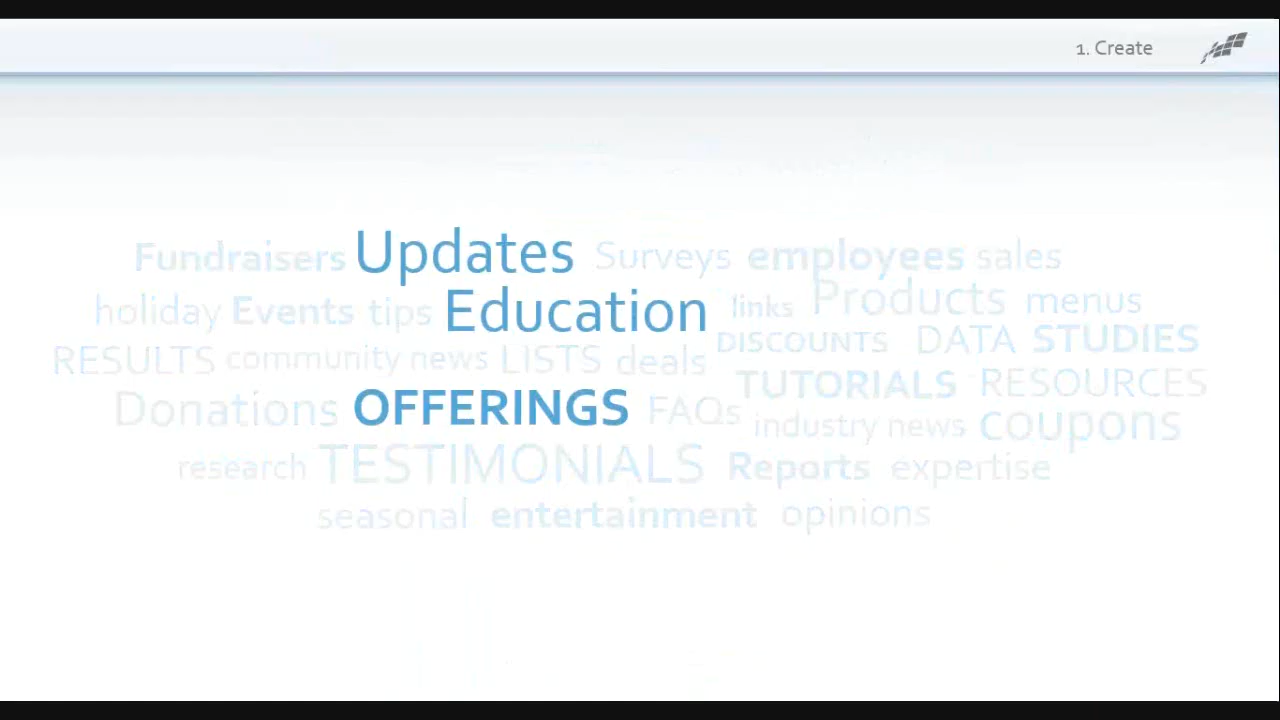 1. Create
Fundraisers Updates Surveys employees sales
holiday Events tips Education links Products menus
RESULTS community news LISTS deals DISCOUNTS DATA STUDIES
Donations OFFERINGS FAQs TUTORIALS RESOURCES
industry news coupons
research TESTIMONIALS Reports expertise
seasonal entertainment opinions